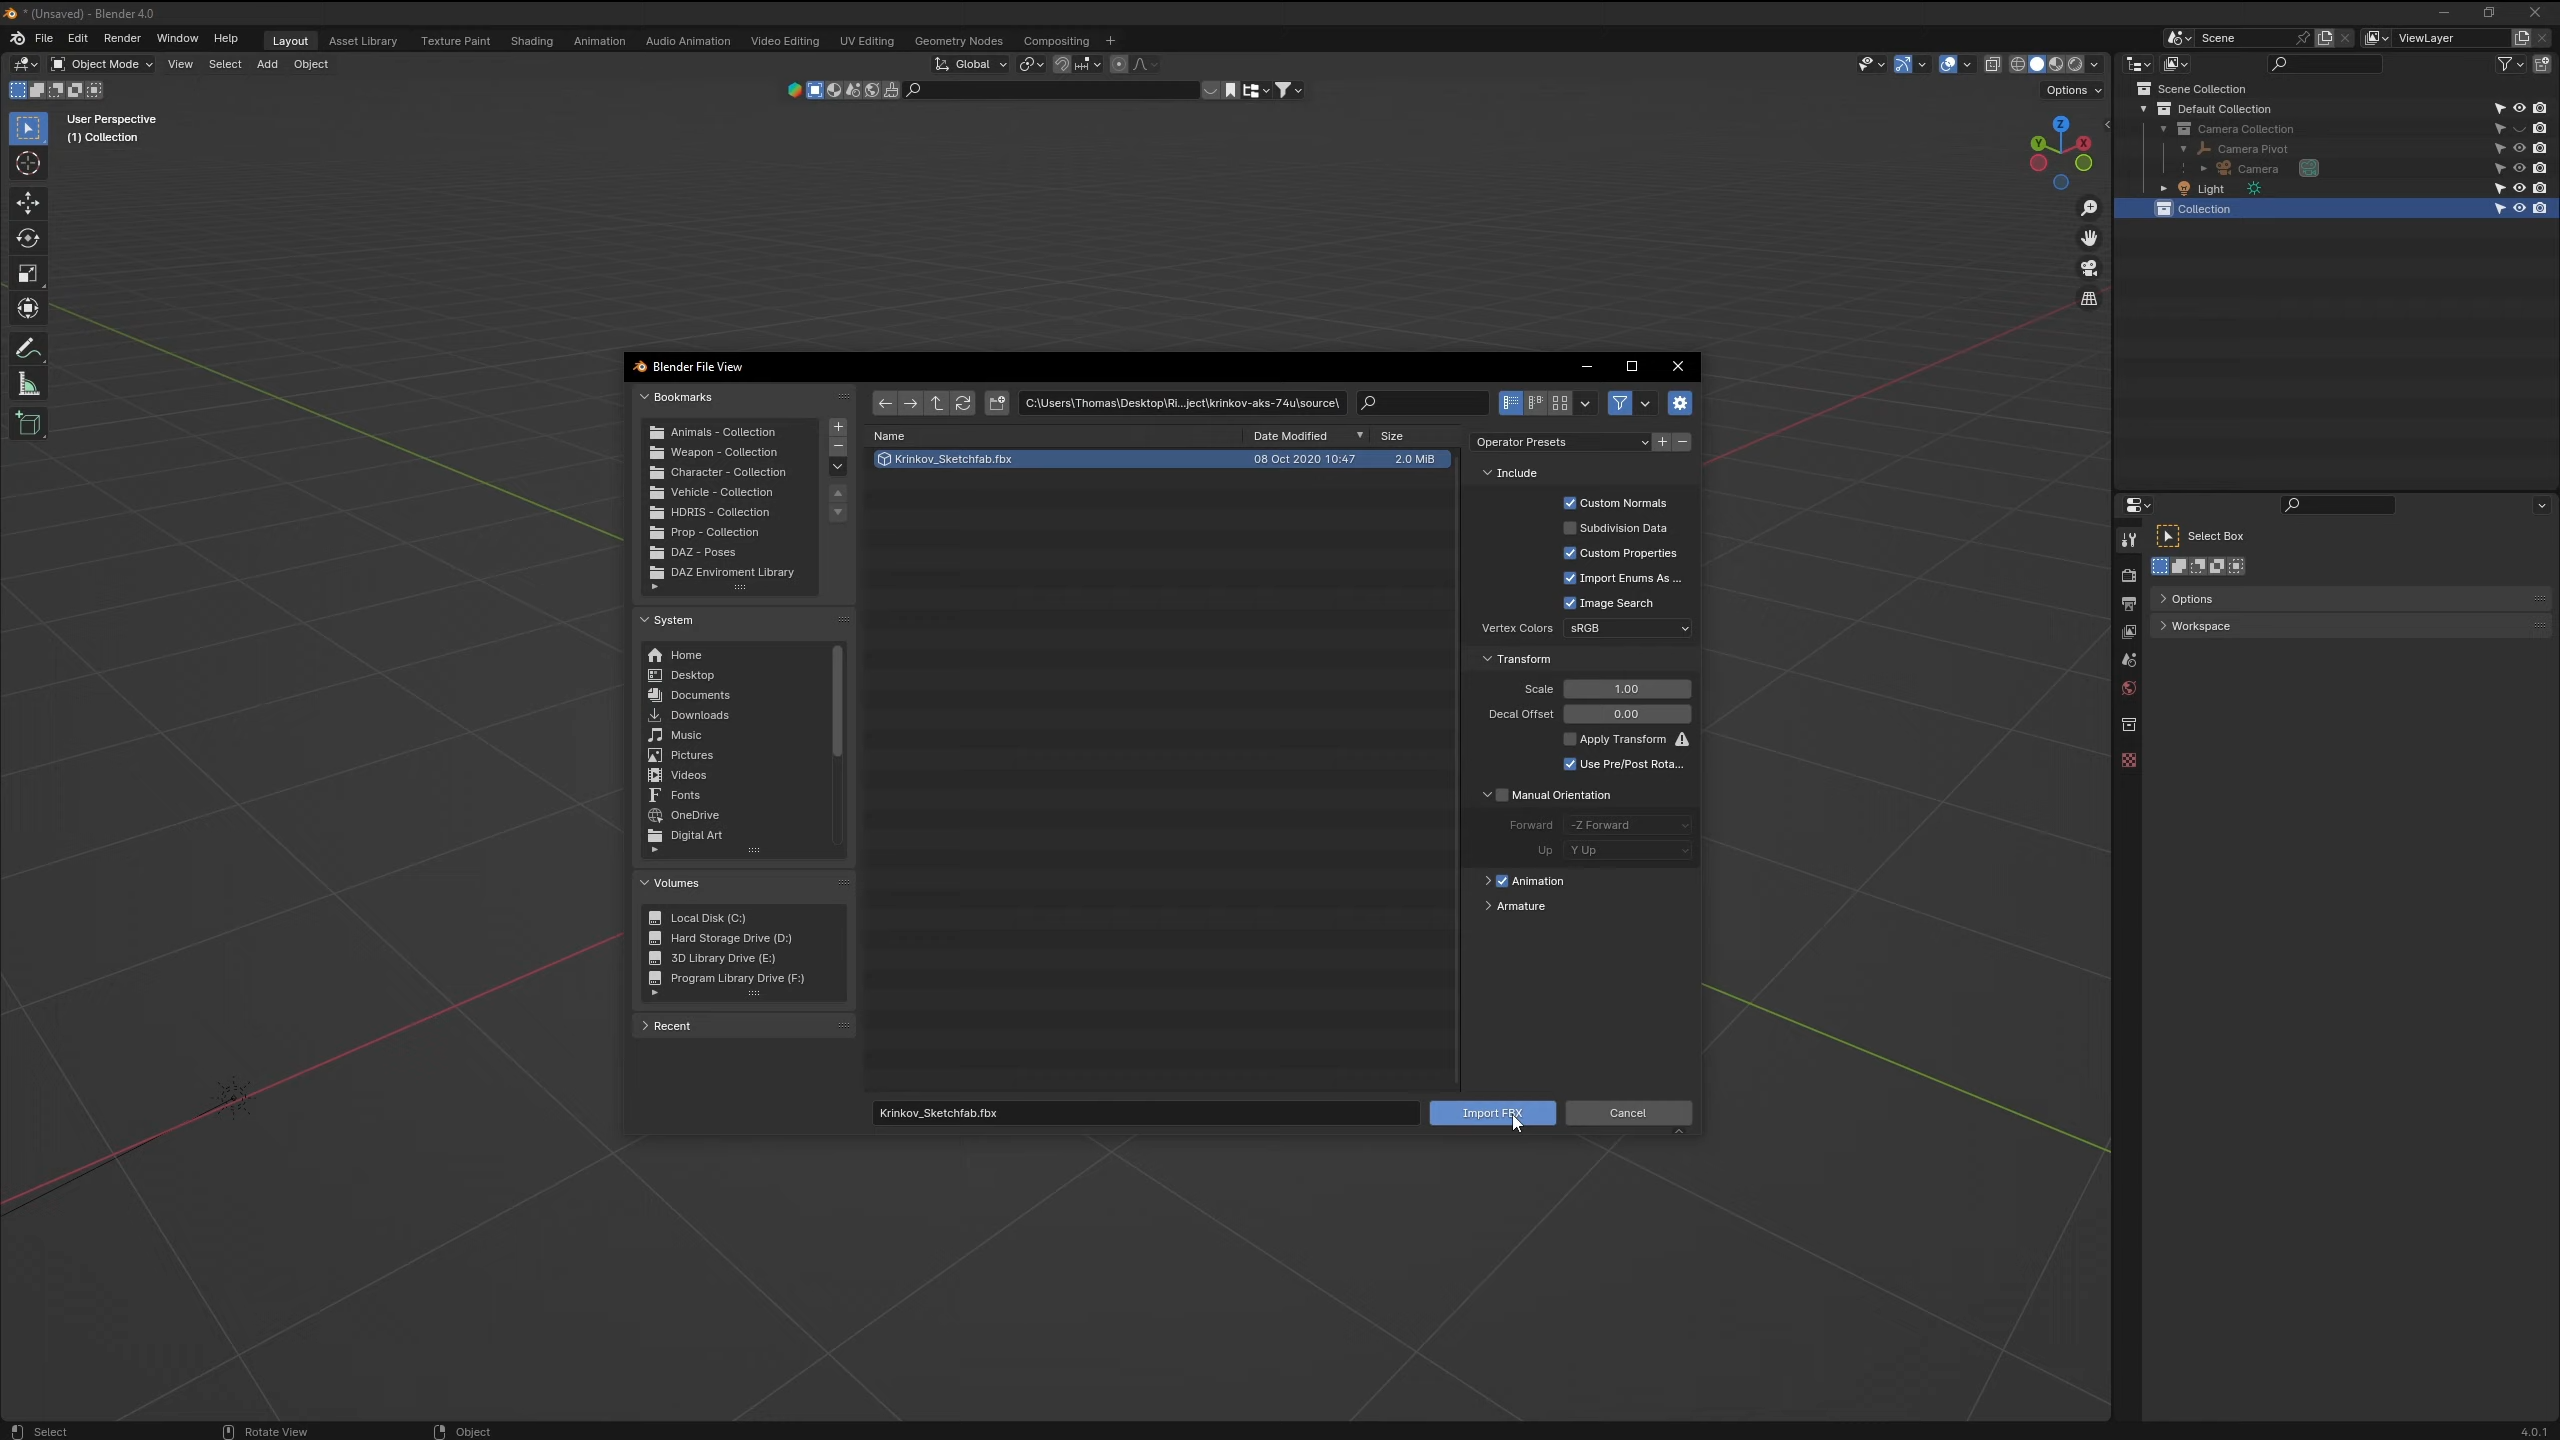 * (Unsaved) - Blender 4.0
File Edit Render Window Help Layout Asset Library Texture Paint Shading Animation Audio Animation Video Editing UV Editing Geometry Nodes Compositing + Scene ViewLayer
Object Mode View Select Add Object Global
Options
User Perspective
(1) Collection
Z
Y X
Scene Collection
Default Collection
Camera Collection
Camera Pivot
Camera
Light
Collection
Select Box
Options
Workspace
Blender File View
Bookmarks
Animals - Collection
Weapon - Collection
Character - Collection
Vehicle - Collection
HDRIS - Collection
Prop - Collection
DAZ - Poses
DAZ Enviroment Library
System
Home
Desktop
Documents
Downloads
Music
Pictures
Videos
Fonts
OneDrive
Digital Art
Volumes
Local Disk (C:)
Hard Storage Drive (D:)
3D Library Drive (E:)
Program Library Drive (F:)
Recent
C:\Users\Thomas\Desktop\Ri...ject\krinkov-aks-74u\source\
Name Date Modified Size
Krinkov_Sketchfab.fbx 08 Oct 2020 10:47 2.0 MiB
Operator Presets
Include
Custom Normals
Subdivision Data
Custom Properties
Import Enums As ...
Image Search
Vertex Colors sRGB
Transform
Scale 1.00
Decal Offset 0.00
Apply Transform
Use Pre/Post Rota...
Manual Orientation
Forward -Z Forward
Up Y Up
Animation
Armature
Krinkov_Sketchfab.fbx Import FBX Cancel
Select Rotate View Object 4.0.1